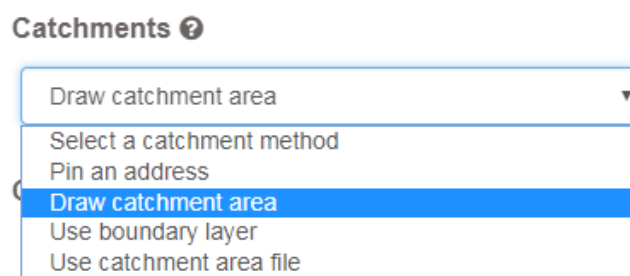 Catchments ?
Draw catchment area
Select a catchment method
Pin an address
Draw catchment area
Use boundary layer
Use catchment area file